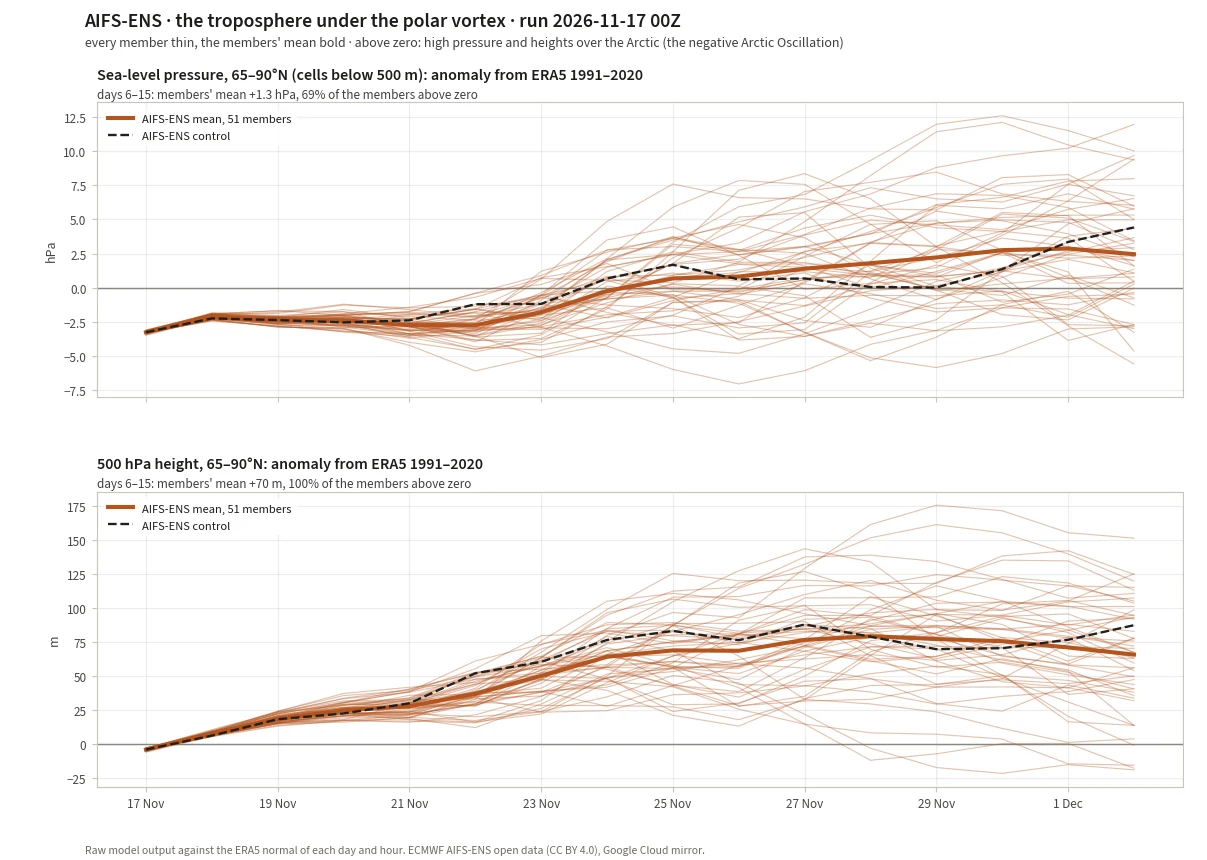 AIFS-ENS · the troposphere under the polar vortex · run 2026-11-17 00Z
every member thin, the members' mean bold · above zero: high pressure and heights over the Arctic (the negative Arctic Oscillation)
Sea-level pressure, 65–90°N (cells below 500 m): anomaly from ERA5 1991–2020
days 6–15: members' mean +1.3 hPa, 69% of the members above zero
AIFS-ENS mean, 51 members
AIFS-ENS control
12.5
10.0
7.5
5.0
2.5
0.0
−2.5
−5.0
−7.5
hPa
500 hPa height, 65–90°N: anomaly from ERA5 1991–2020
days 6–15: members' mean +70 m, 100% of the members above zero
AIFS-ENS mean, 51 members
AIFS-ENS control
175
150
125
100
75
50
25
0
−25
m
17 Nov 19 Nov 21 Nov 23 Nov 25 Nov 27 Nov 29 Nov 1 Dec
Raw model output against the ERA5 normal of each day and hour. ECMWF AIFS-ENS open data (CC BY 4.0), Google Cloud mirror.